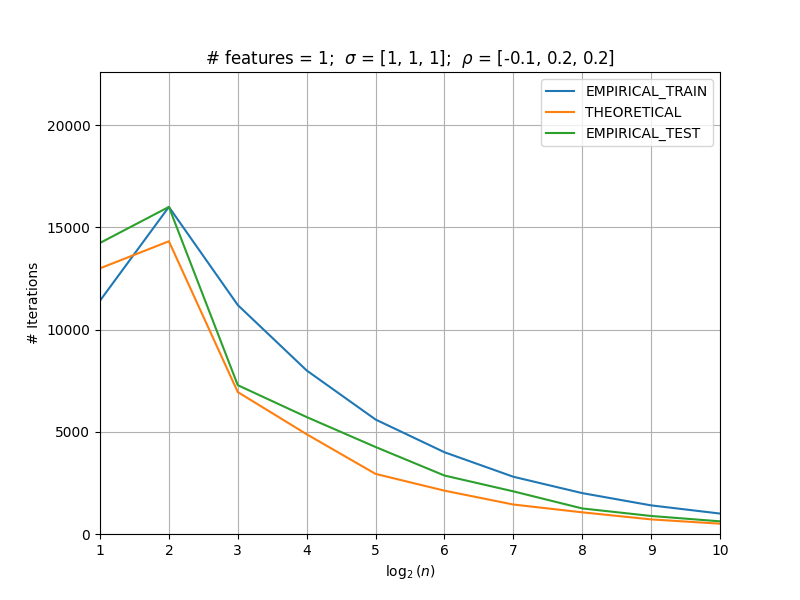 # features = 1;  σ = [1, 1, 1];  ρ = [-0.1, 0.2, 0.2]
EMPIRICAL_TRAIN
THEORETICAL
EMPIRICAL_TEST
20000
15000
10000
5000
0
# Iterations
1 2 3 4 5 6 7 8 9 10
log₂(n)